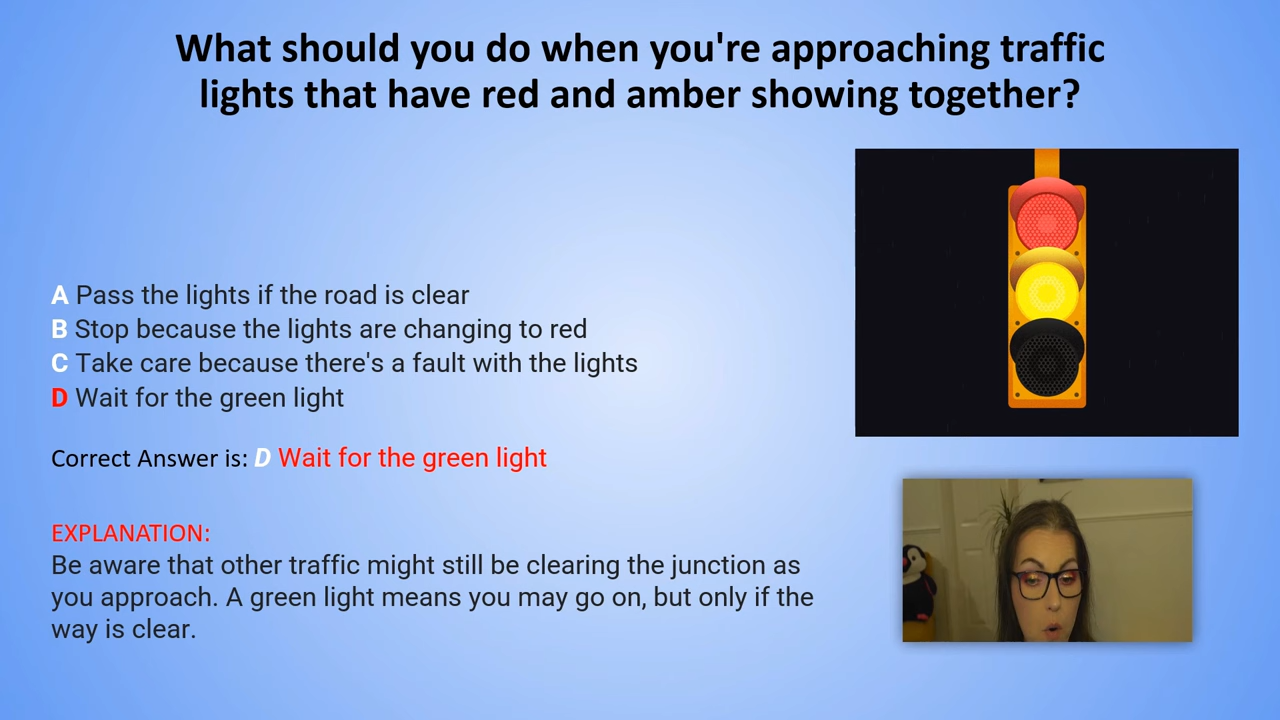 What should you do when you're approaching traffic
lights that have red and amber showing together?
A Pass the lights if the road is clear
B Stop because the lights are changing to red
C Take care because there's a fault with the lights
D Wait for the green light
Correct Answer is: D Wait for the green light
EXPLANATION:
Be aware that other traffic might still be clearing the junction as
you approach. A green light means you may go on, but only if the
way is clear.